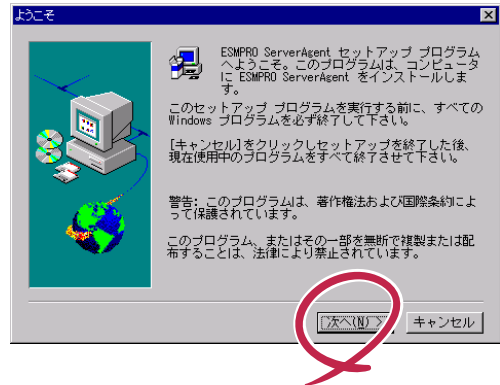 ようこそ
ESMPRO ServerAgent セットアップ プログラム
へようこそ。このプログラムは、コンピュータ
に ESMPRO ServerAgent をインストールしま
す。
このセットアップ プログラムを実行する前に、すべての
Windows プログラムを必ず終了して下さい。
[キャンセル]をクリックしセットアップを終了した後、
現在使用中のプログラムをすべて終了させて下さい。
警告: このプログラムは、著作権法および国際条約によ
って保護されています。
このプログラム、またはその一部を無断で複製または配
布することは、法律により禁止されています。
次へ(N) >
キャンセル